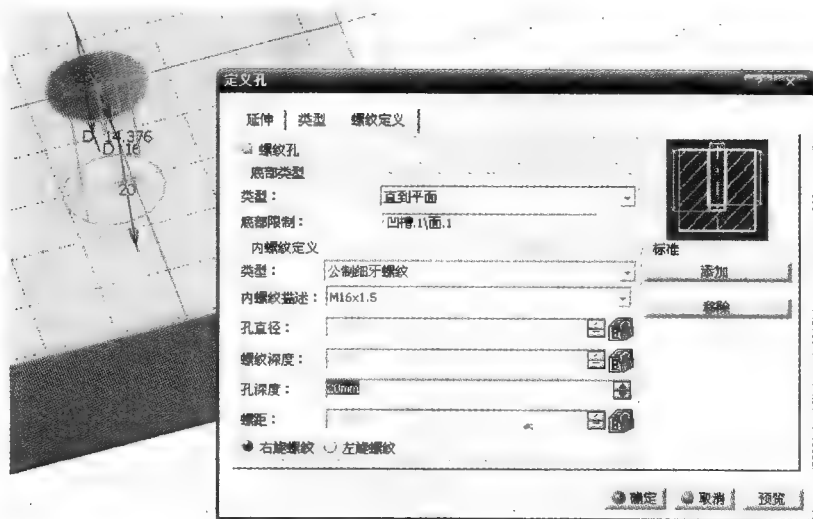 定义孔
? ×
延伸 类型 螺纹定义
螺纹孔
底部类型
类型： 直到平面
底部限制： 凹槽.1\面.1
内螺纹定义
类型： 公制细牙螺纹
内螺纹描述： M16x1.5
孔直径：
螺纹深度：
孔深度：
螺距：
右旋螺纹 左旋螺纹
标准
添加
移除
确定 取消 预览
D 14.376
D 16
20